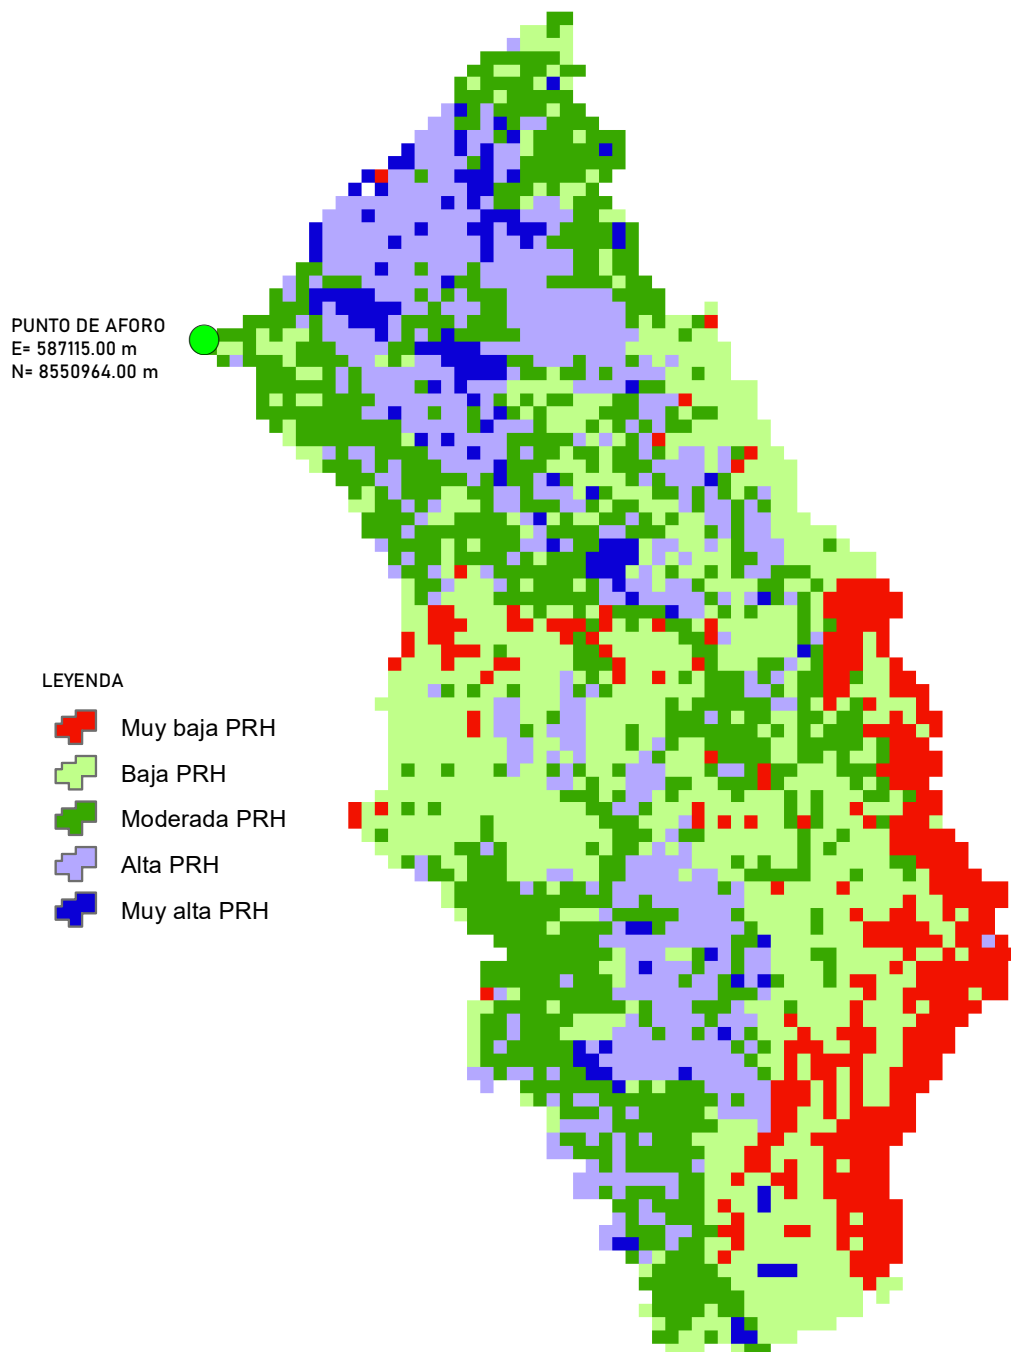 PUNTO DE AFORO
E= 587115.00 m
N= 8550964.00 m
LEYENDA
Muy baja PRH
Baja PRH
Moderada PRH
Alta PRH
Muy alta PRH